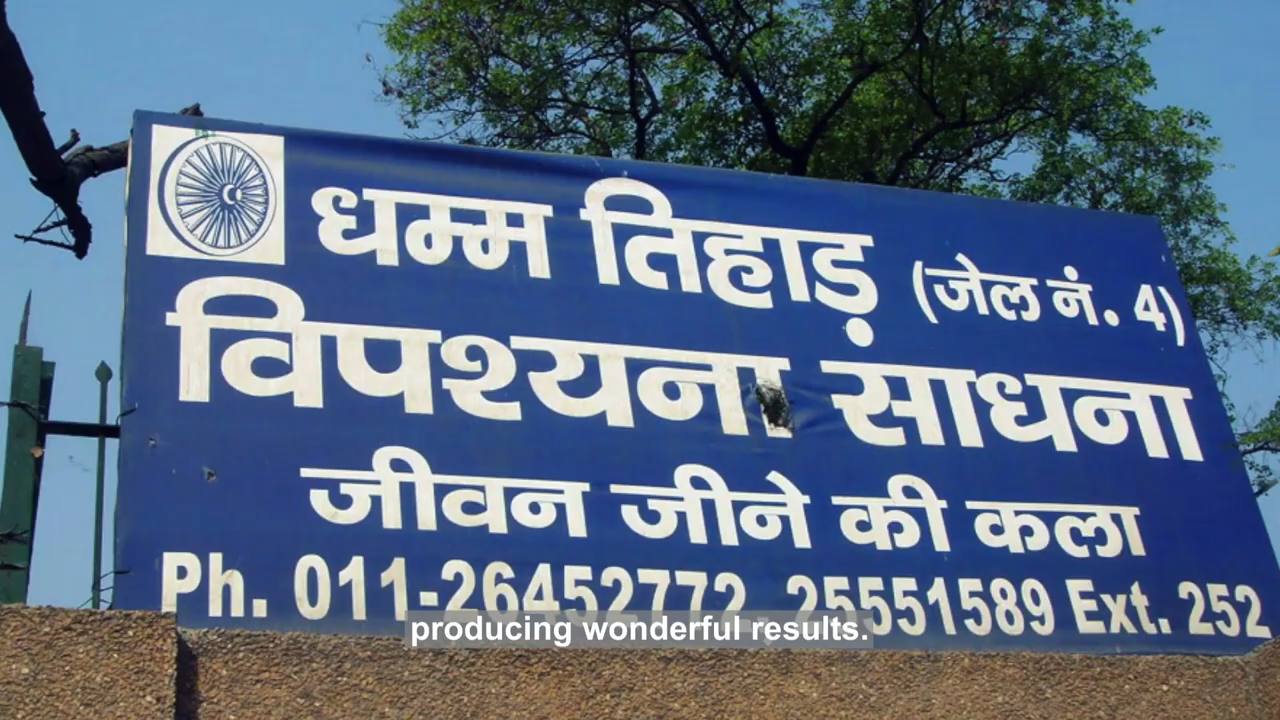 धम्म तिहाड़ (जेल नं. 4)
विपश्यना साधना
जीवन जीने की कला
Ph. 011-26452772, 25551589 Ext. 252
producing wonderful results.